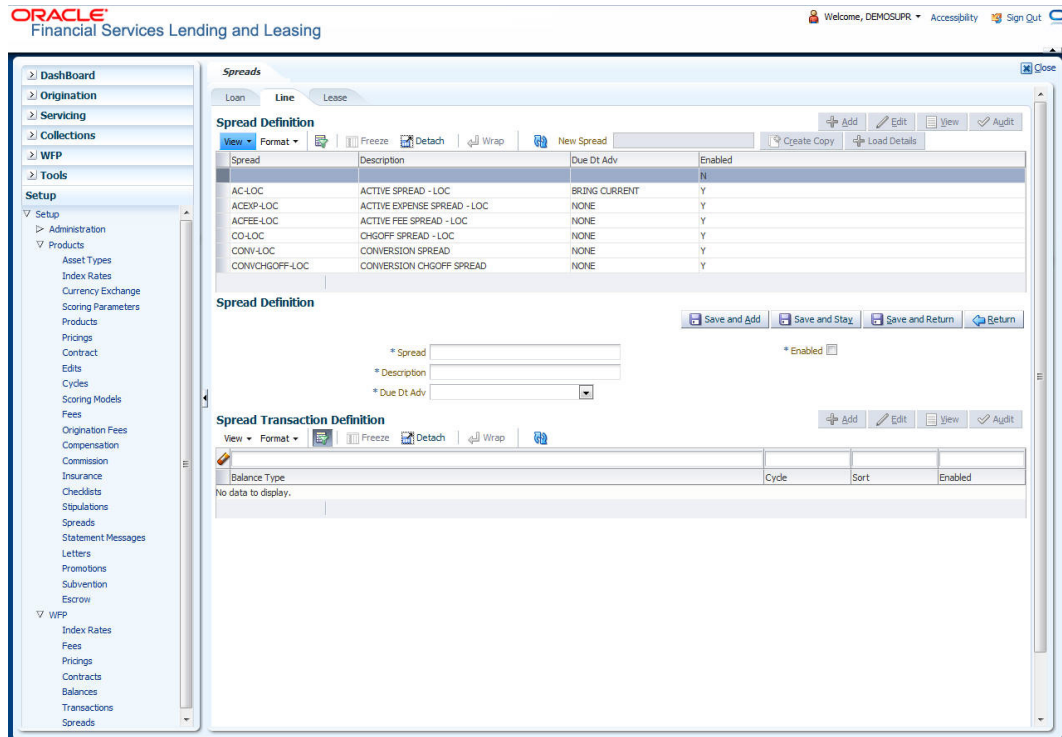 ORACLE
Financial Services Lending and Leasing
Welcome, DEMOSUPR Accessibility Sign Out
DashBoard
Origination
Servicing
Collections
WFP
Tools
Setup
Setup
Administration
Products
Asset Types
Index Rates
Currency Exchange
Scoring Parameters
Products
Pricings
Contract
Edits
Cycles
Scoring Models
Fees
Origination Fees
Compensation
Commission
Insurance
Checklists
Stipulations
Spreads
Statement Messages
Letters
Promotions
Subvention
Escrow
WFP
Index Rates
Fees
Pricings
Contracts
Balances
Transactions
Spreads
Spreads
Close
Loan Line Lease
Spread Definition
Add Edit View Audit
View Format Freeze Detach Wrap New Spread Create Copy Load Details
Spread Description Due Dt Adv Enabled
N
AC-LOC ACTIVE SPREAD - LOC BRING CURRENT Y
ACEXP-LOC ACTIVE EXPENSE SPREAD - LOC NONE Y
ACFEE-LOC ACTIVE FEE SPREAD - LOC NONE Y
CO-LOC CHGOFF SPREAD - LOC NONE Y
CONV-LOC CONVERSION SPREAD NONE Y
CONVCHGOFF-LOC CONVERSION CHGOFF SPREAD NONE Y
Spread Definition
Save and Add Save and Stay Save and Return Return
* Spread
* Enabled
* Description
* Due Dt Adv
Spread Transaction Definition
Add Edit View Audit
View Format Freeze Detach Wrap
Balance Type Cycle Sort Enabled
No data to display.